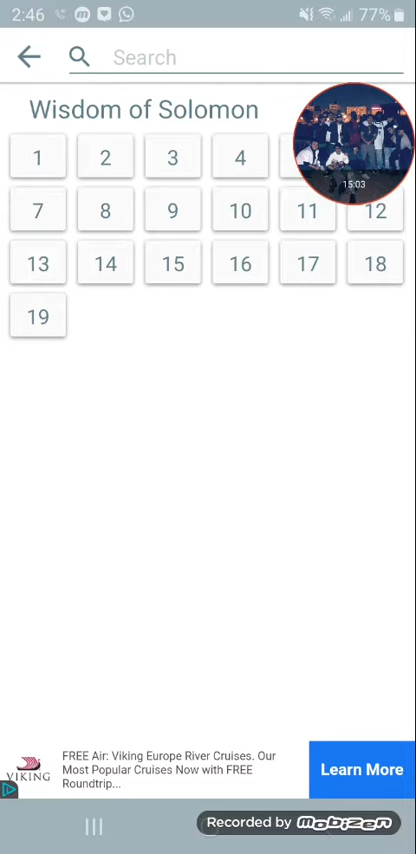 2:46
77%
Search
Wisdom of Solomon
1 2 3 4
15:03
7 8 9 10 11 12
13 14 15 16 17 18
19
FREE Air: Viking Europe River Cruises. Our
Most Popular Cruises Now with FREE
Roundtrip...
VIKING
Learn More
Recorded by mobizen